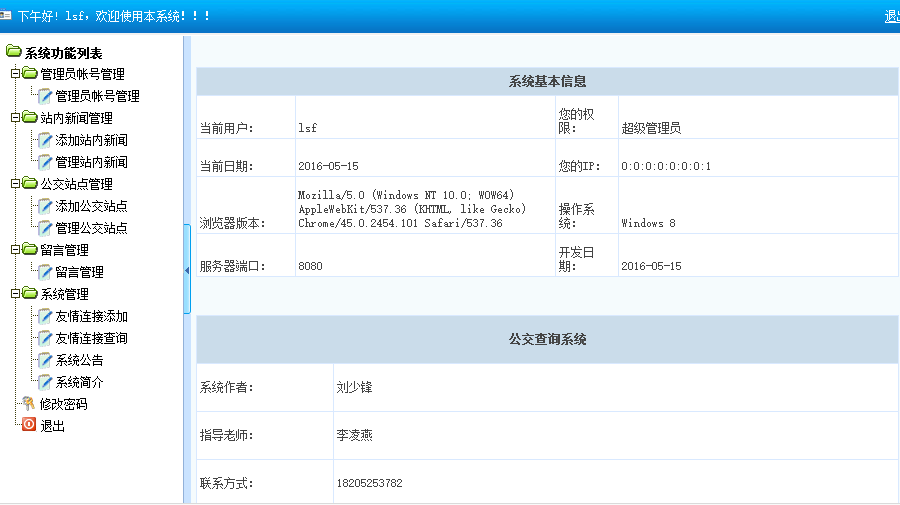 下午好! lsf，欢迎使用本系统！！！
系统功能列表
管理员帐号管理
管理员帐号管理
站内新闻管理
添加站内新闻
管理站内新闻
公交站点管理
添加公交站点
管理公交站点
留言管理
留言管理
系统管理
友情连接添加
友情连接查询
系统公告
系统简介
修改密码
退出
系统基本信息
当前用户：
lsf
您的权
限：
超级管理员
当前日期：
2016-05-15
您的IP：
0:0:0:0:0:0:0:1
浏览器版本：
Mozilla/5.0 (Windows NT 10.0; WOW64)
AppleWebKit/537.36 (KHTML, like Gecko)
Chrome/45.0.2454.101 Safari/537.36
操作系
统：
Windows 8
服务器端口：
8080
开发日
期：
2016-05-15
公交查询系统
系统作者：
刘少锋
指导老师：
李凌燕
联系方式：
18205253782